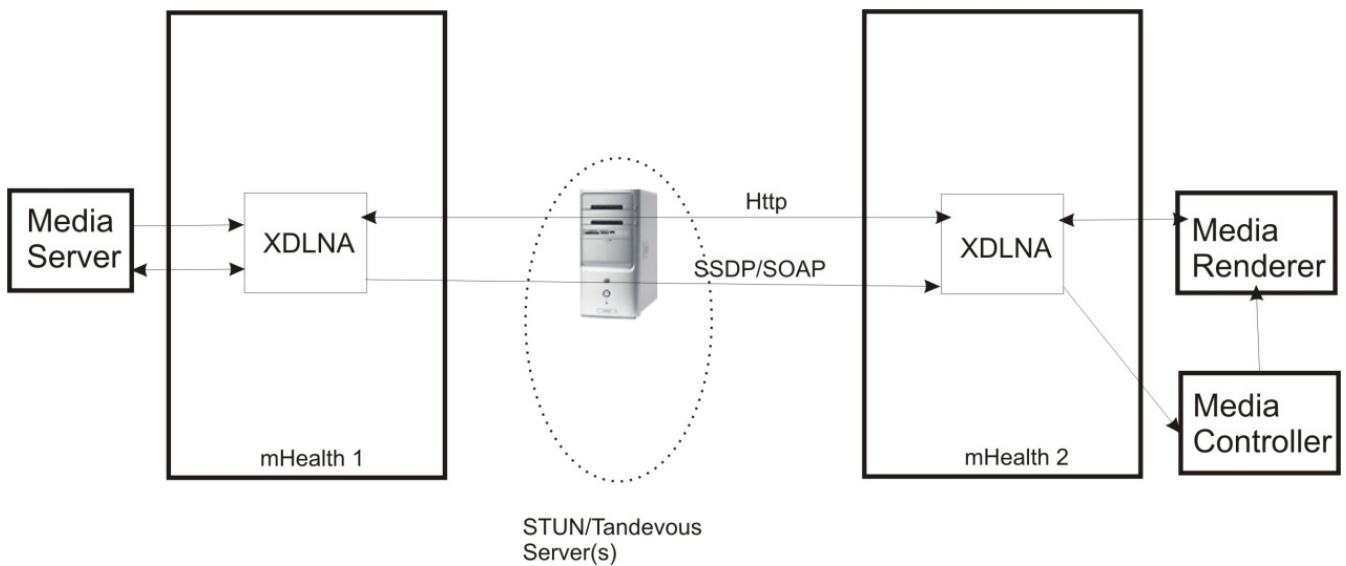 Media
Server
XDLNA
mHealth 1
Http
SSDP/SOAP
STUN/Tandevous
Server(s)
XDLNA
mHealth 2
Media
Renderer
Media
Controller